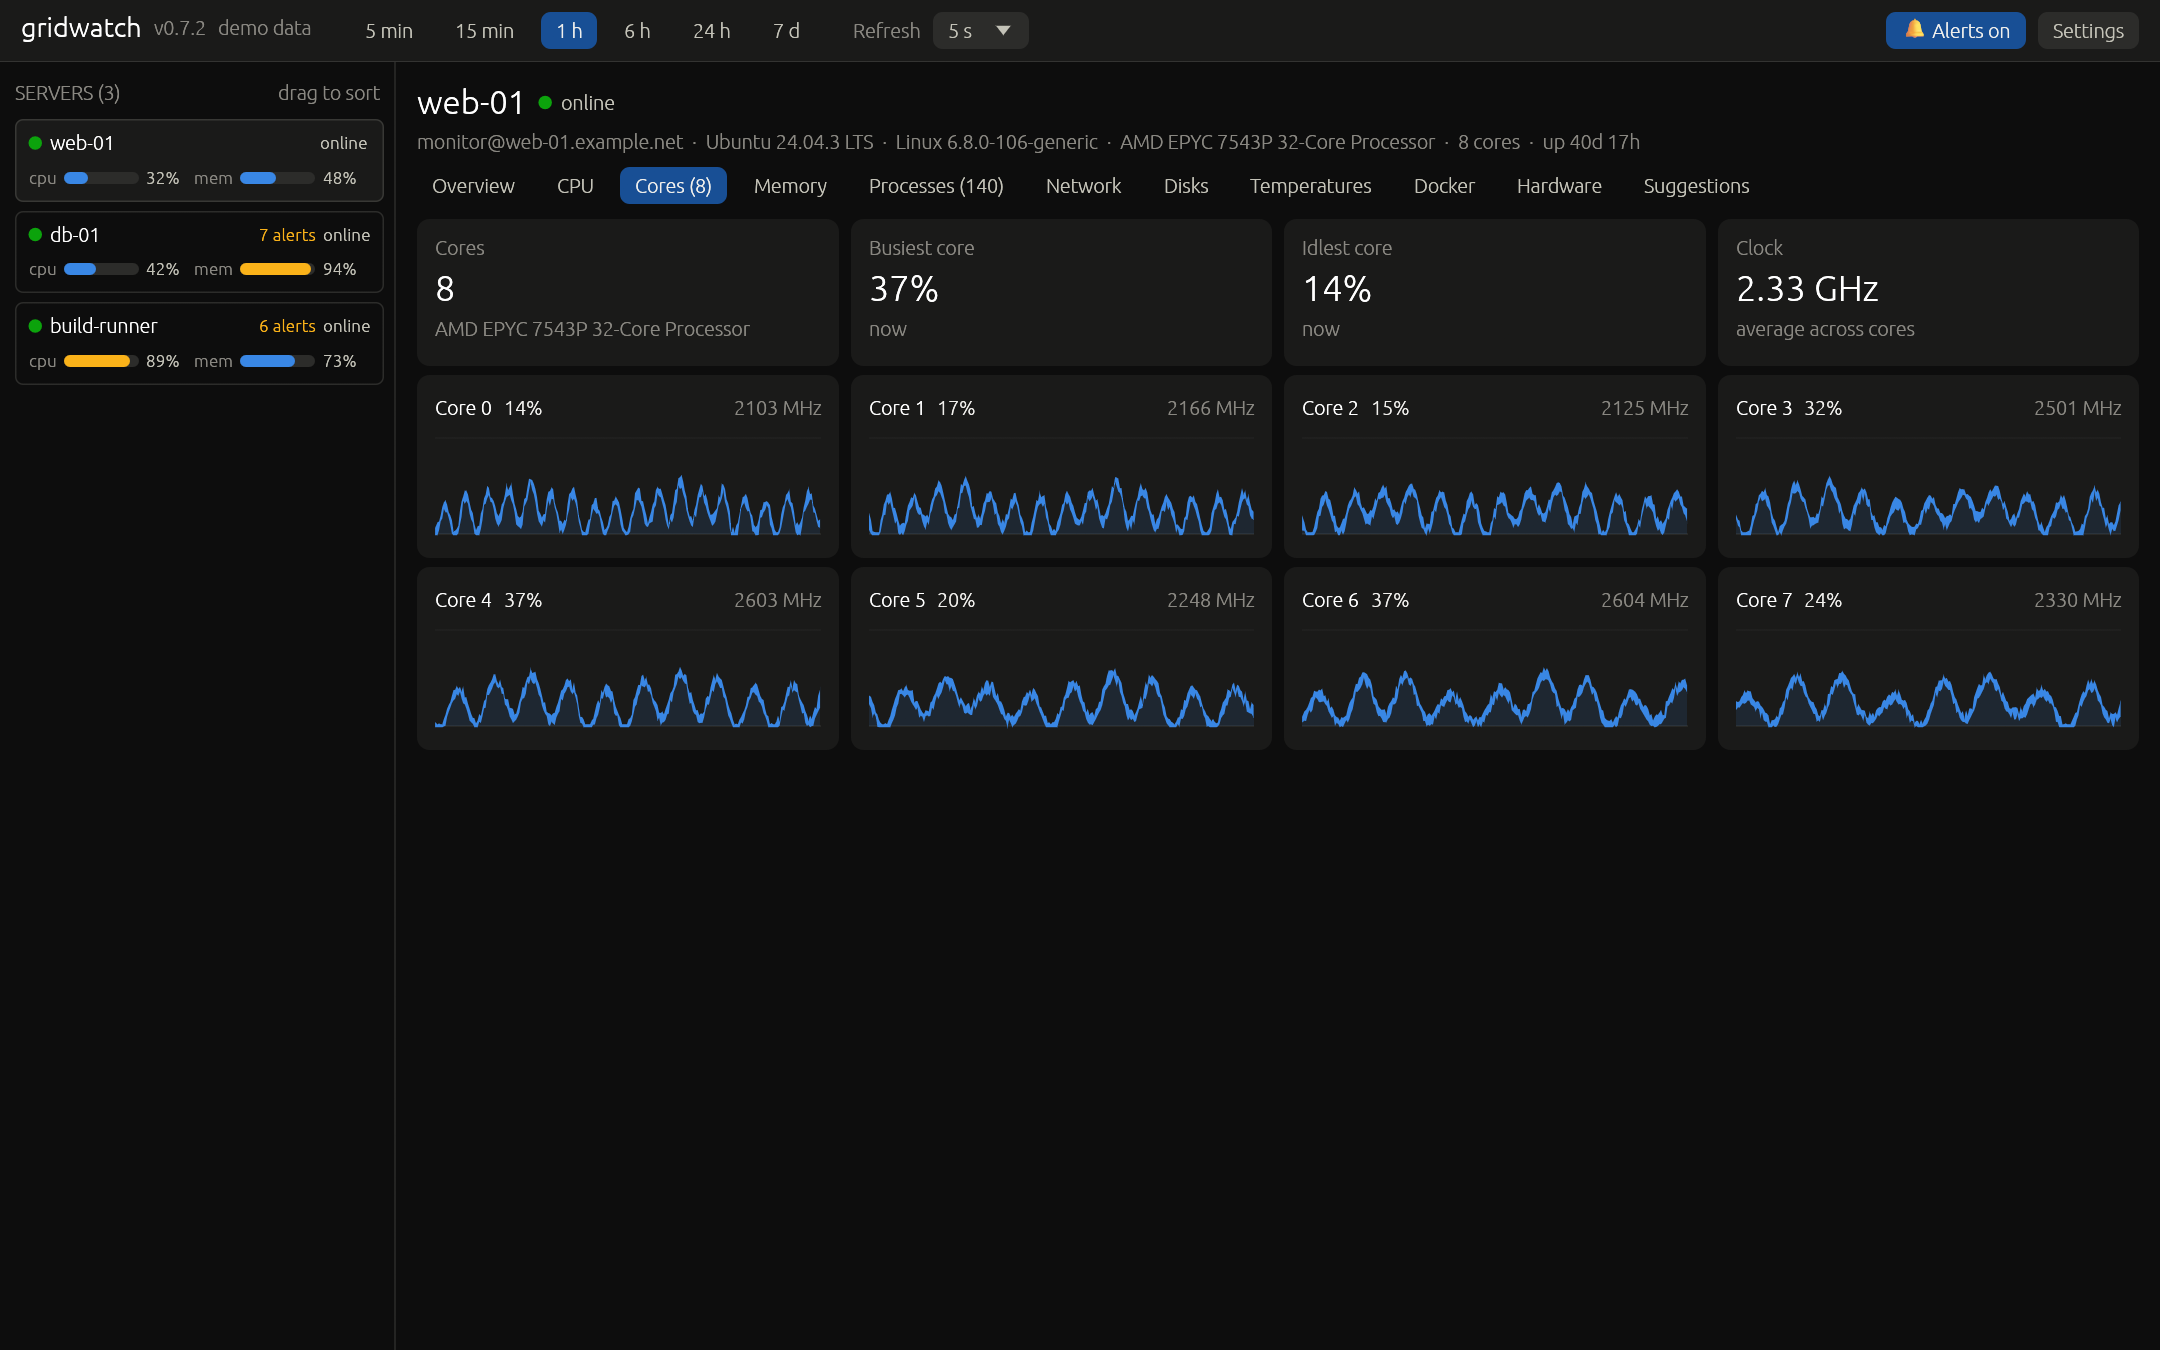 gridwatch v0.7.2 demo data 5 min 15 min 1 h 6 h 24 h 7 d Refresh 5 s Alerts on Settings
SERVERS (3) drag to sort
web-01 online
cpu 32% mem 48%
db-01 7 alerts online
cpu 42% mem 94%
build-runner 6 alerts online
cpu 89% mem 73%
web-01 online
monitor@web-01.example.net · Ubuntu 24.04.3 LTS · Linux 6.8.0-106-generic · AMD EPYC 7543P 32-Core Processor · 8 cores · up 40d 17h
Overview CPU Cores (8) Memory Processes (140) Network Disks Temperatures Docker Hardware Suggestions
Cores
8
AMD EPYC 7543P 32-Core Processor
Busiest core
37%
now
Idlest core
14%
now
Clock
2.33 GHz
average across cores
Core 0 14% 2103 MHz
Core 1 17% 2166 MHz
Core 2 15% 2125 MHz
Core 3 32% 2501 MHz
Core 4 37% 2603 MHz
Core 5 20% 2248 MHz
Core 6 37% 2604 MHz
Core 7 24% 2330 MHz